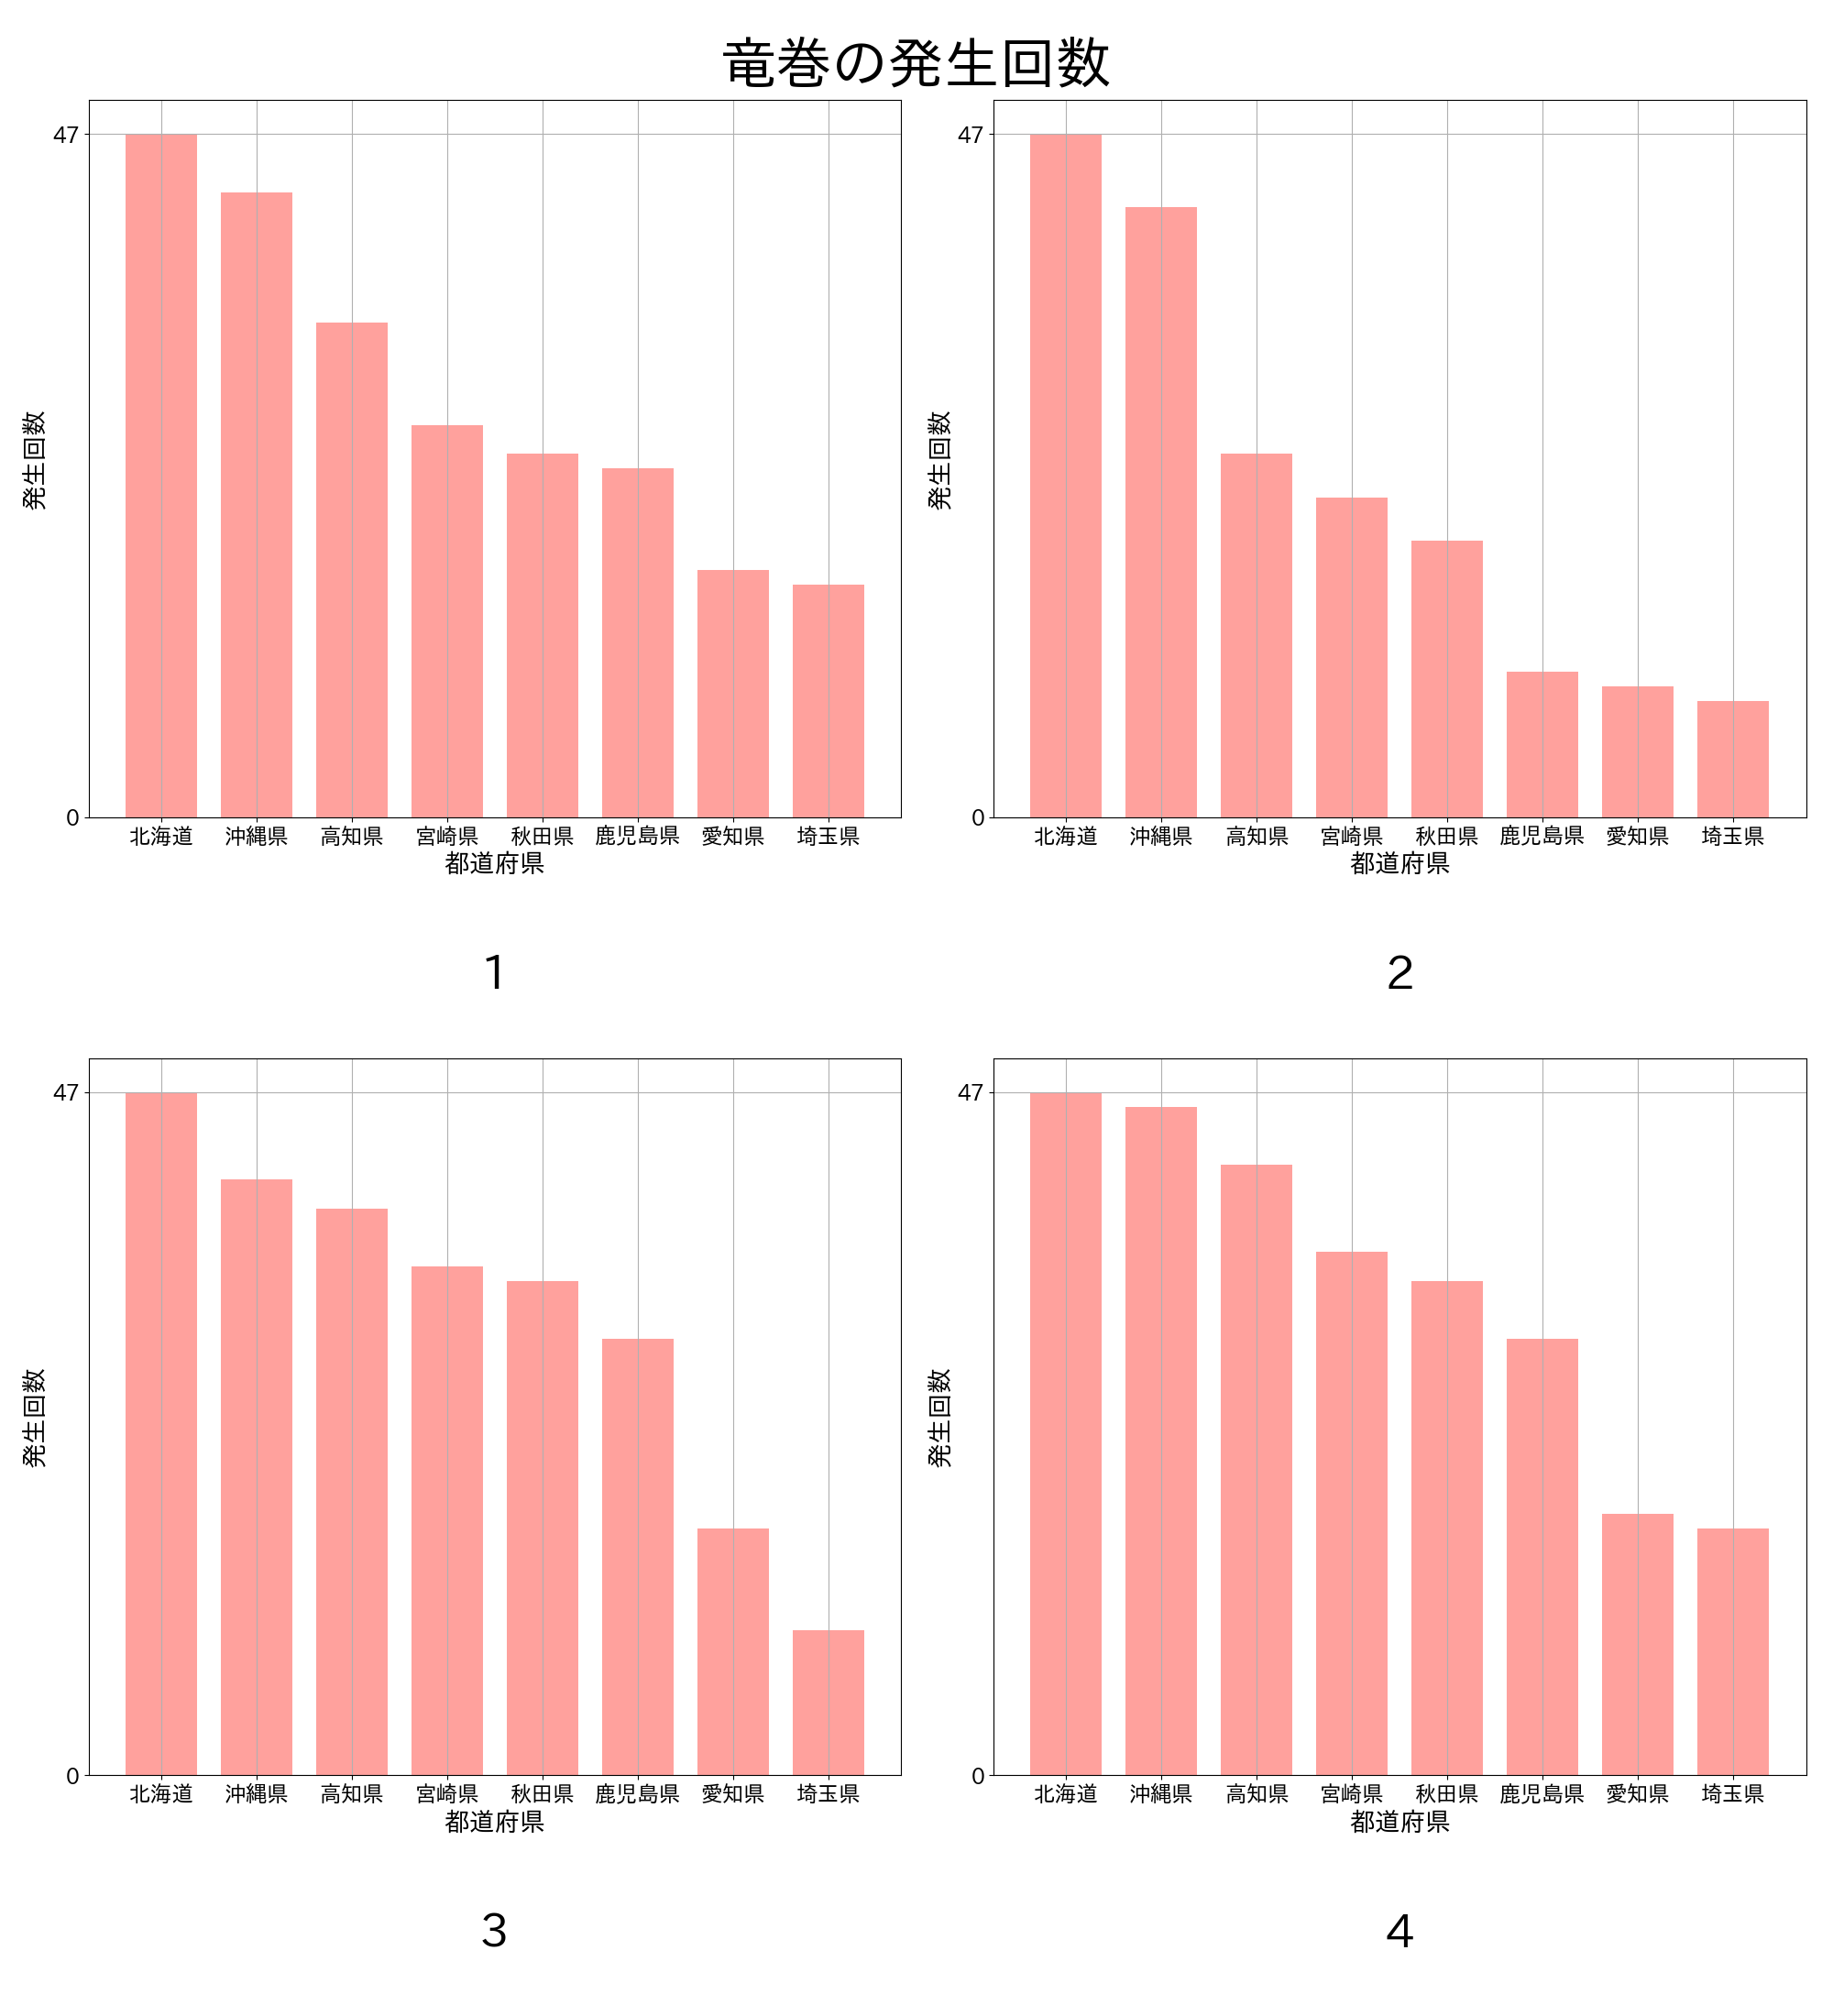 竜巻の発生回数
47
0
発生回数
北海道 沖縄県 高知県 宮崎県 秋田県 鹿児島県 愛知県 埼玉県
都道府県
1
47
0
発生回数
北海道 沖縄県 高知県 宮崎県 秋田県 鹿児島県 愛知県 埼玉県
都道府県
2
47
0
発生回数
北海道 沖縄県 高知県 宮崎県 秋田県 鹿児島県 愛知県 埼玉県
都道府県
3
47
0
発生回数
北海道 沖縄県 高知県 宮崎県 秋田県 鹿児島県 愛知県 埼玉県
都道府県
4